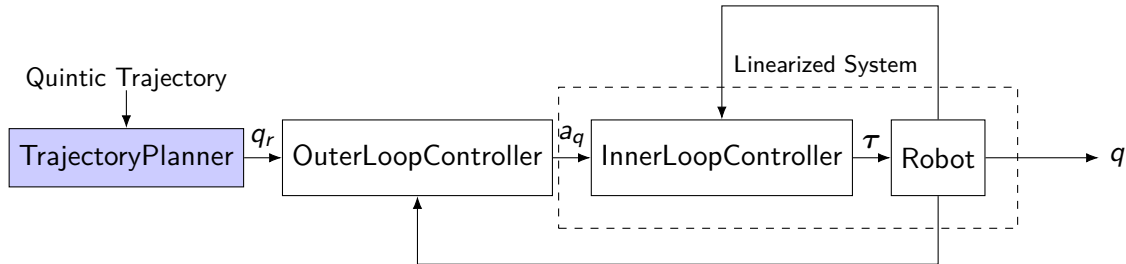 Linearized System
Quintic Trajectory
TrajectoryPlanner
q_r
OuterLoopController
a_q
InnerLoopController
τ
Robot
q